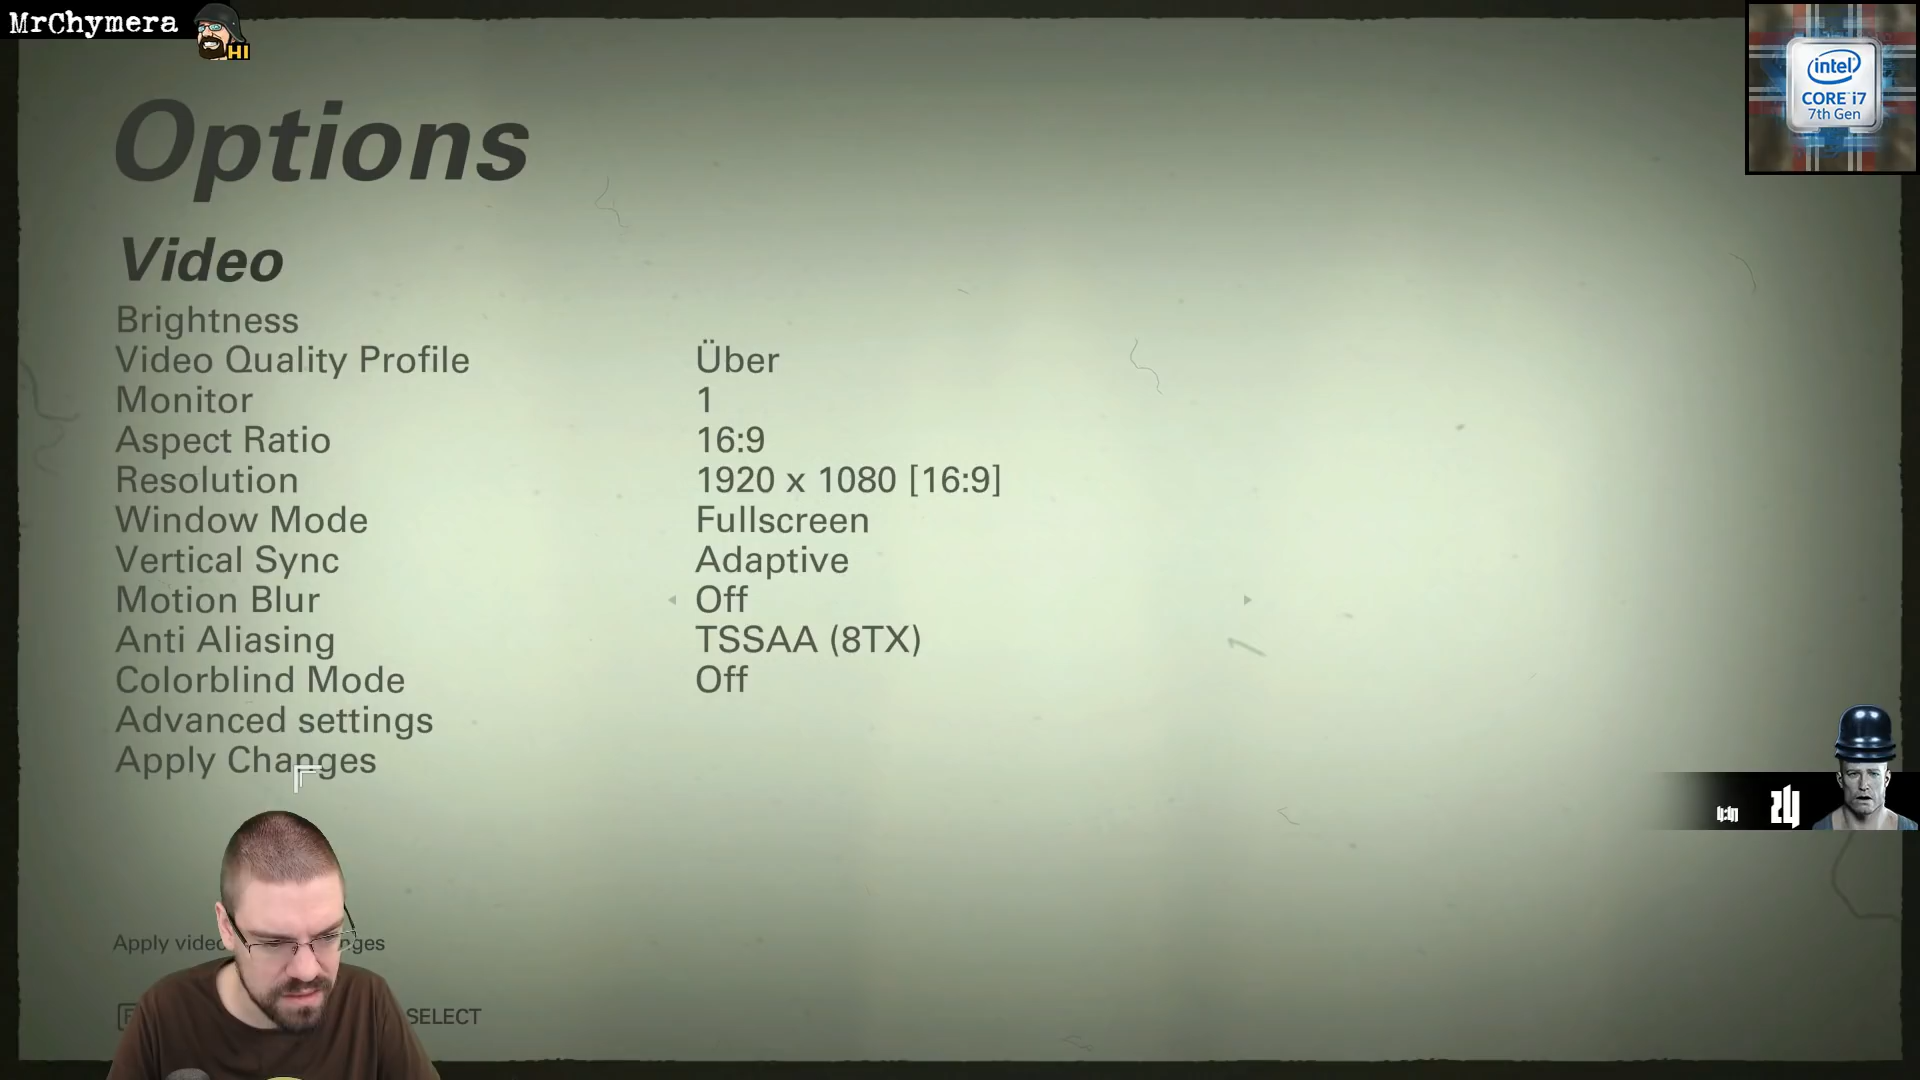 MrChymera
HI
intel
CORE i7
7th Gen
Options
Video
Brightness
Video Quality Profile Über
Monitor 1
Aspect Ratio 16:9
Resolution 1920 x 1080 [16:9]
Window Mode Fullscreen
Vertical Sync Adaptive
Motion Blur Off
Anti Aliasing TSSAA (8TX)
Colorblind Mode Off
Advanced settings
Apply Changes
Apply
SELECT